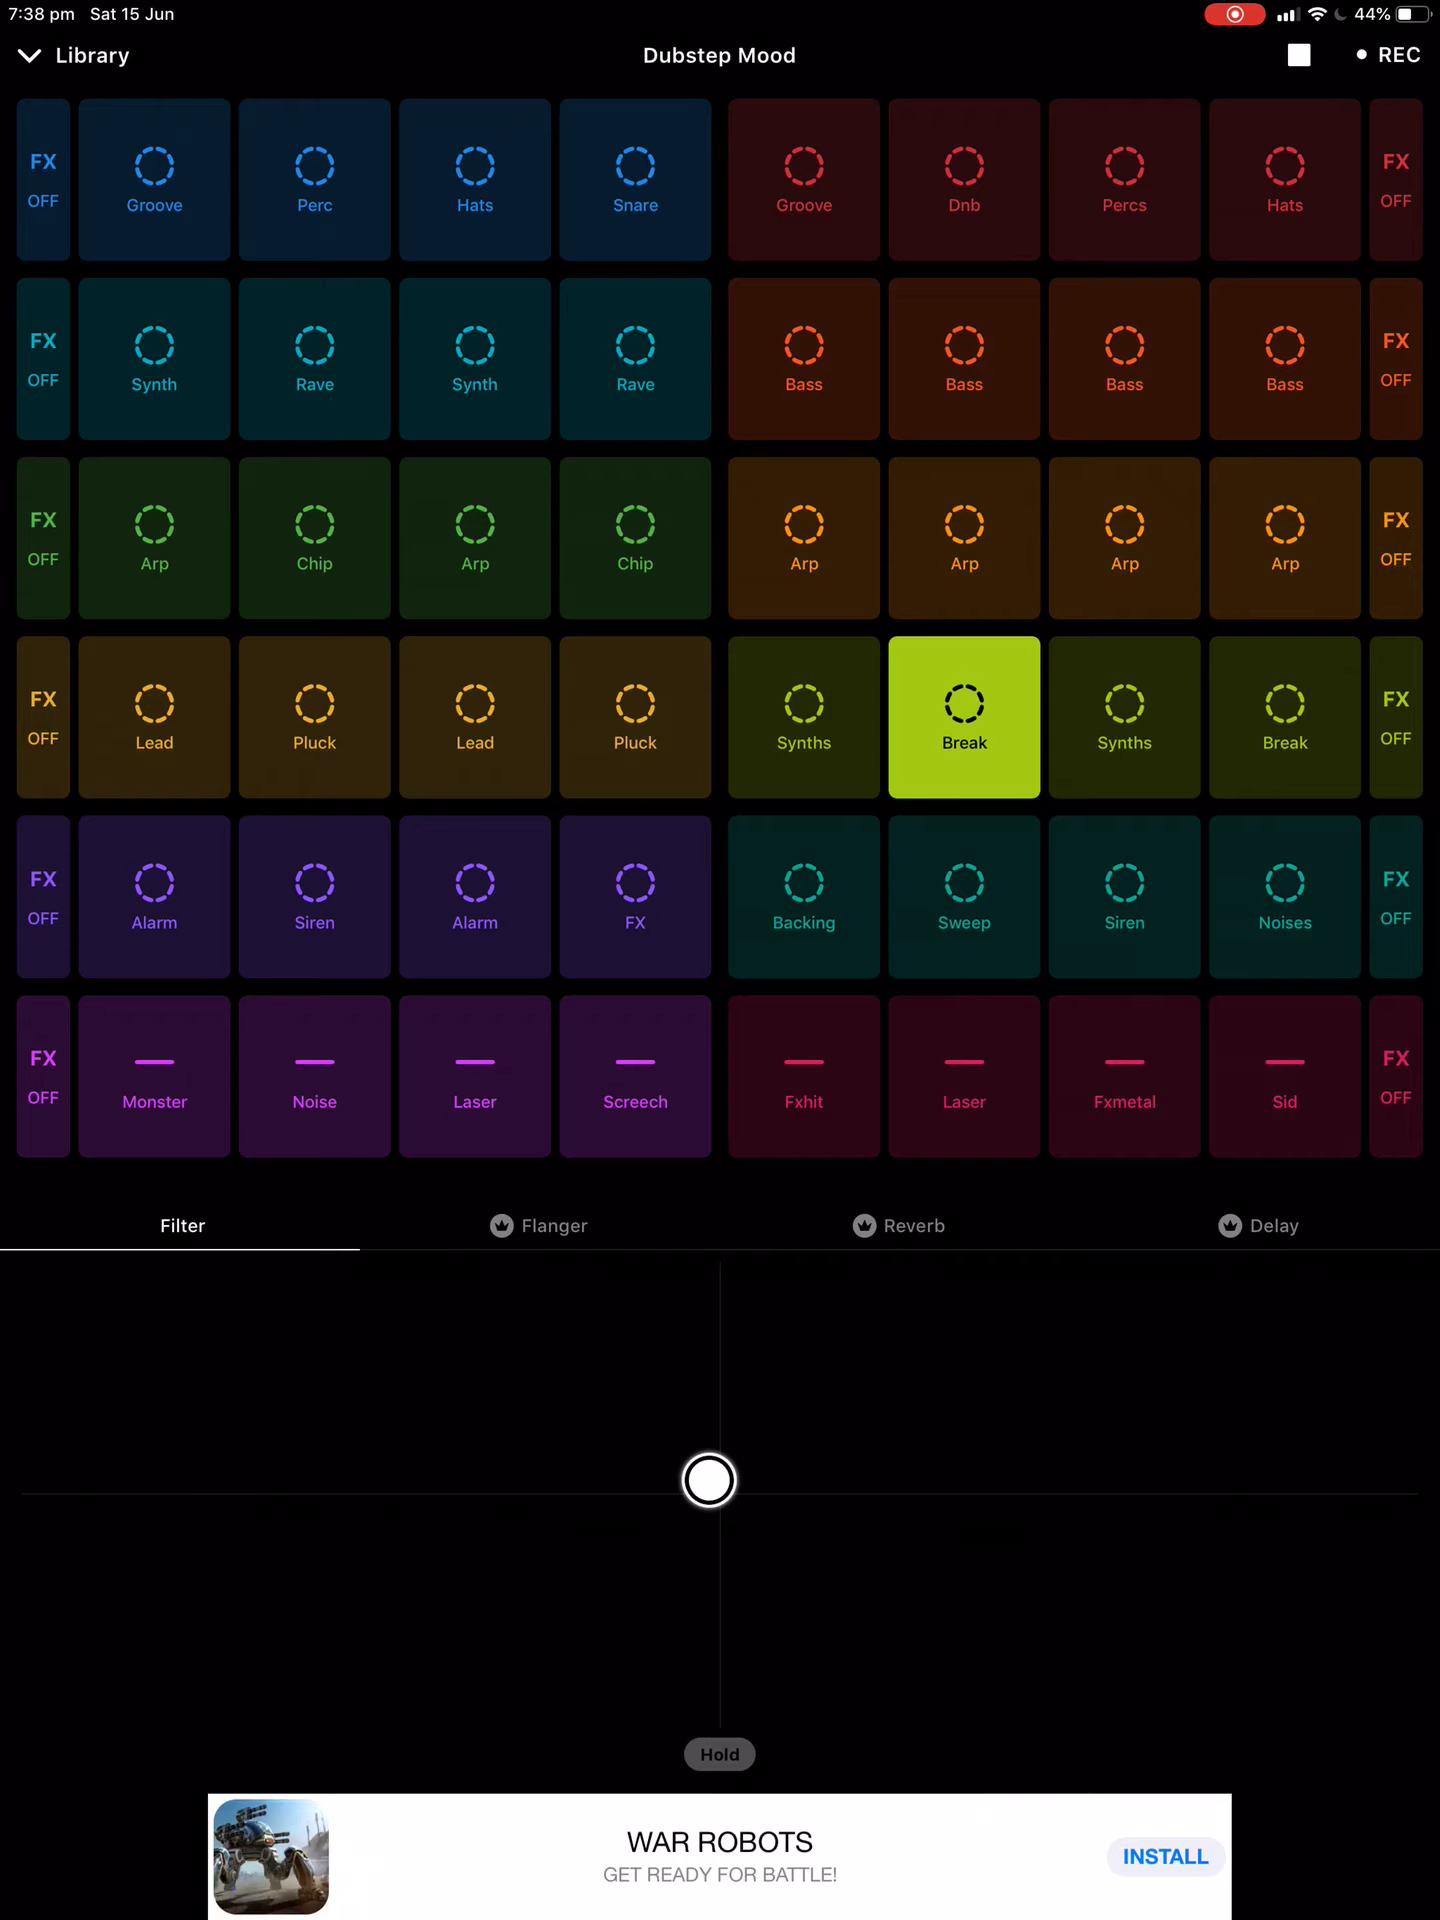 7:38 pm Sat 15 Jun 44%
Library Dubstep Mood REC
FX Groove Perc Hats Snare Groove Dnb Percs Hats FX
OFF OFF
FX Synth Rave Synth Rave Bass Bass Bass Bass FX
OFF OFF
FX Arp Chip Arp Chip Arp Arp Arp Arp FX
OFF OFF
FX Lead Pluck Lead Pluck Synths Break Synths Break FX
OFF OFF
FX Alarm Siren Alarm FX Backing Sweep Siren Noises FX
OFF OFF
FX Monster Noise Laser Screech Fxhit Laser Fxmetal Sid FX
OFF OFF
Filter Flanger Reverb Delay
Hold
WAR ROBOTS
GET READY FOR BATTLE!
INSTALL